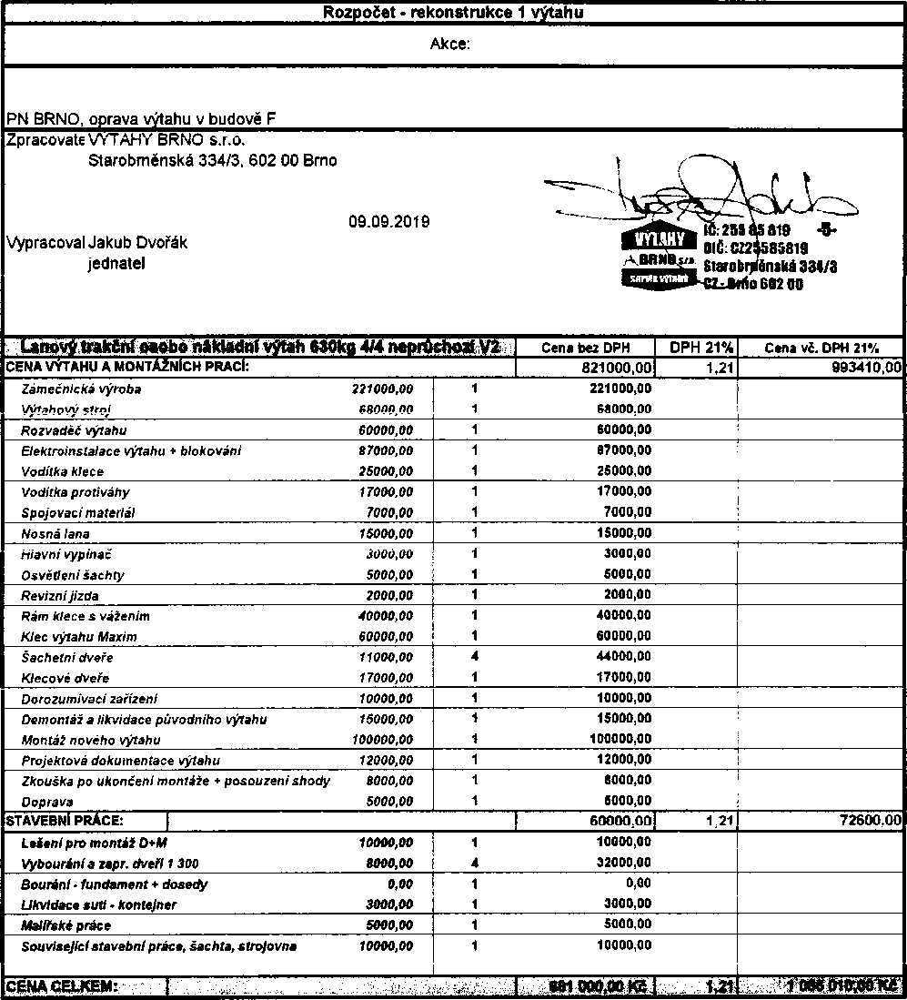 Rozpočet - rekonstrukce 1 výtahu
Akce:
PN BRNO, oprava výtahu v budově F
Zpracovate VÝTAHY BRNO s.r.o.
Starobrněnská 334/3, 602 00 Brno
09.09.2019
Vypracoval Jakub Dvořák
jednatel
VÝTAHY
BRNO s.r.o.
SERVIS VÝTAHŮ
IČ: 255 85 819 -5-
DIČ: CZ25585819
Starobrněnská 334/3
CZ - Brno 602 00
Lanový trakční osobo nákladní výtah 630kg 4/4 neprůchozí V2 Cena bez DPH DPH 21% Cena vč. DPH 21%
CENA VÝTAHU A MONTÁŽNÍCH PRACÍ: 821000,00 1,21 993410,00
Zámečnická výroba 221000,00 1 221000,00
Výtahový stroj 68000,00 1 68000,00
Rozvaděč výtahu 60000,00 1 60000,00
Elektroinstalace výtahu + blokování 87000,00 1 87000,00
Vodítka klece 25000,00 1 25000,00
Vodítka protiváhy 17000,00 1 17000,00
Spojovací materiál 7000,00 1 7000,00
Nosná lana 15000,00 1 15000,00
Hlavní vypínač 3000,00 1 3000,00
Osvětlení šachty 5000,00 1 5000,00
Revizní jízda 2000,00 1 2000,00
Rám klece s vážením 40000,00 1 40000,00
Klec výtahu Maxim 60000,00 1 60000,00
Šachetní dveře 11000,00 4 44000,00
Klecové dveře 17000,00 1 17000,00
Dorozumívací zařízení 10000,00 1 10000,00
Demontáž a likvidace původního výtahu 15000,00 1 15000,00
Montáž nového výtahu 100000,00 1 100000,00
Projektová dokumentace výtahu 12000,00 1 12000,00
Zkouška po ukončení montáže + posouzení shody 8000,00 1 8000,00
Doprava 5000,00 1 5000,00
STAVEBNÍ PRÁCE: 60000,00 1,21 72600,00
Lešení pro montáž D+M 10000,00 1 10000,00
Vybourání a zapr. dveří 1 300 8000,00 4 32000,00
Bourání - fundament + dosedy 0,00 1 0,00
Likvidace suti - kontejner 3000,00 1 3000,00
Malířské práce 5000,00 1 5000,00
Související stavební práce, šachta, strojovna 10000,00 1 10000,00
CENA CELKEM: 881 000,00 Kč 1,21 1 066 010,00 Kč